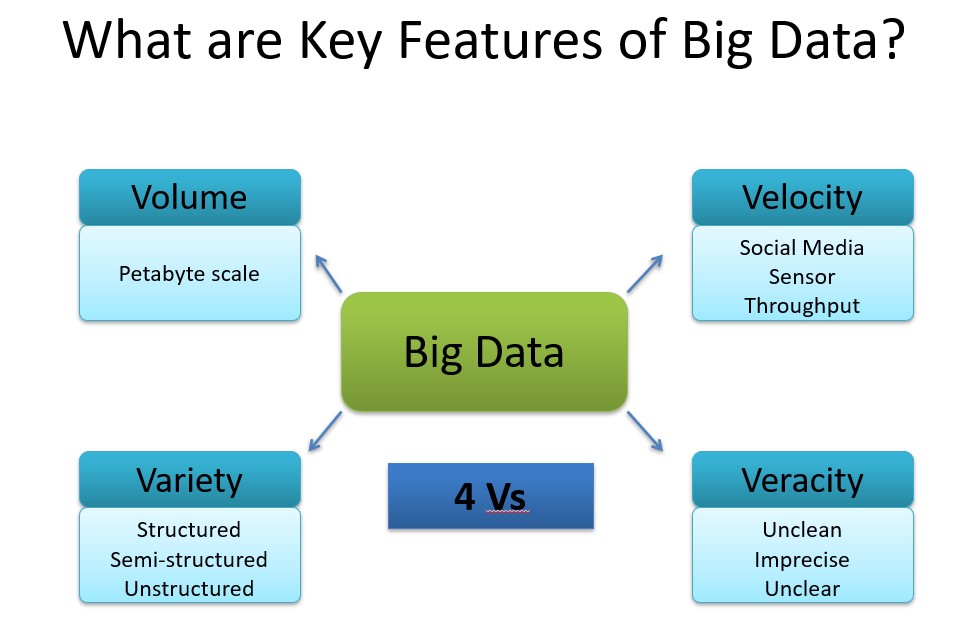 What are Key Features of Big Data?
Volume
Petabyte scale
Velocity
Social Media
Sensor
Throughput
Big Data
Variety
Structured
Semi-structured
Unstructured
4 Vs
Veracity
Unclean
Imprecise
Unclear